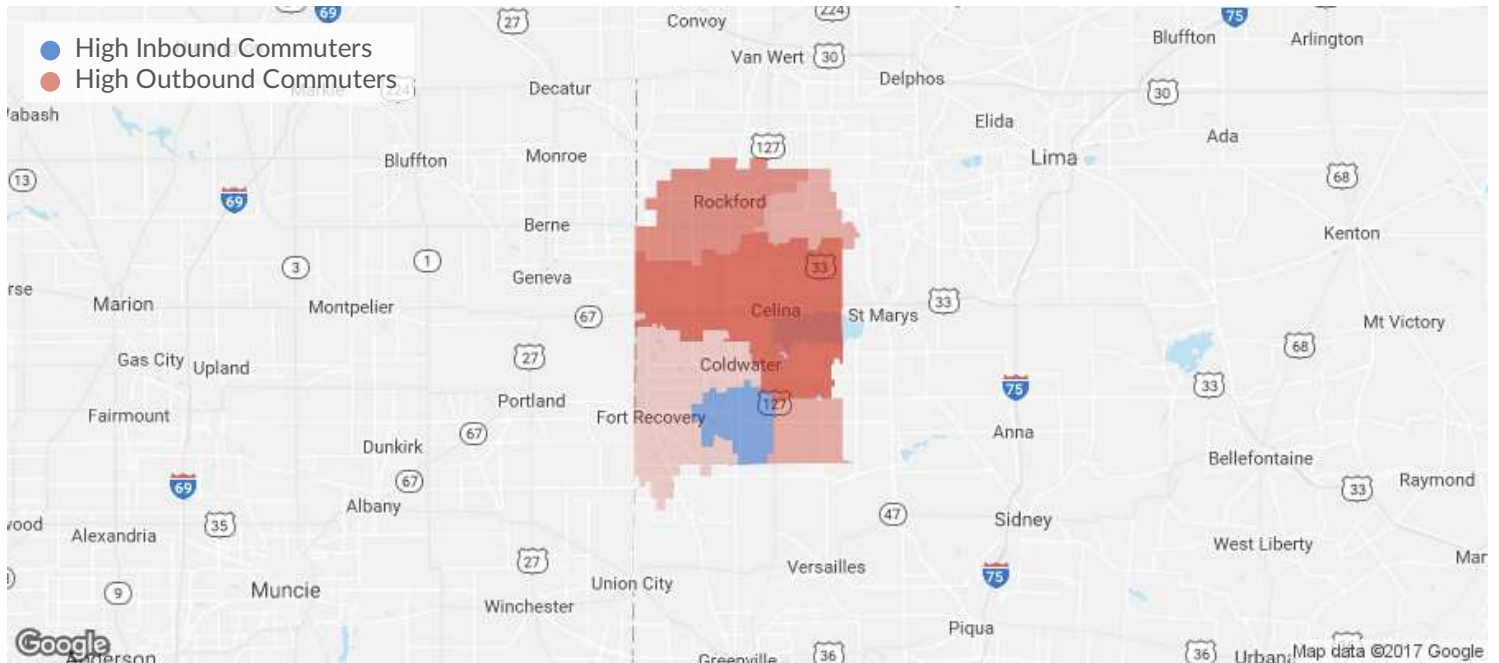 69
27
Convoy
224
75
High Inbound Commuters
Bluffton
Arlington
Van Wert
30
High Outbound Commuters
Markle
224
Decatur
Delphos
30
Elida
Ada
Bluffton
Monroe
127
Lima
13
69
68
Rockford
Berne
Kenton
3
1
33
Geneva
Marion
Montpelier
67
Celina
St Marys
33
Mt Victory
Gas City
Upland
27
Coldwater
68
33
75
Portland
127
Fairmount
Fort Recovery
67
Anna
Dunkirk
Bellefontaine
69
67
Raymond
33
Albany
35
47
Sidney
Alexandria
West Liberty
27
Versailles
75
9
Muncie
Union City
Winchester
Piqua
Google
Anderson
Greenville
36
36
Map data ©2017 Google